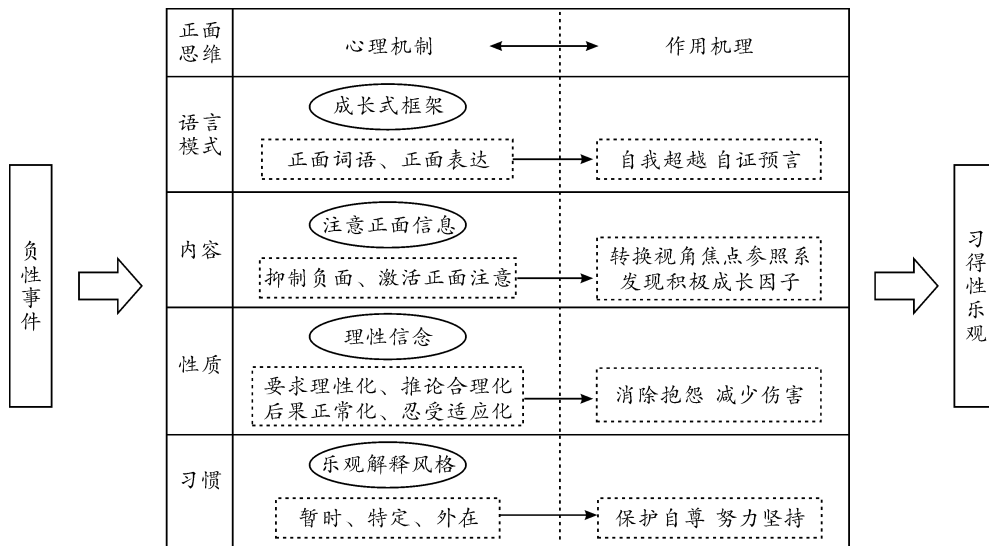 正面
思维
心理机制
作用机理
语言
模式
成长式框架
正面词语、正面表达
自我超越 自证预言
负性事件
内容
注意正面信息
抑制负面、激活正面注意
转换视角焦点参照系
发现积极成长因子
习得性乐观
性质
理性信念
要求理性化、推论合理化
后果正常化、忍受适应化
消除抱怨 减少伤害
习惯
乐观解释风格
暂时、特定、外在
保护自尊 努力坚持